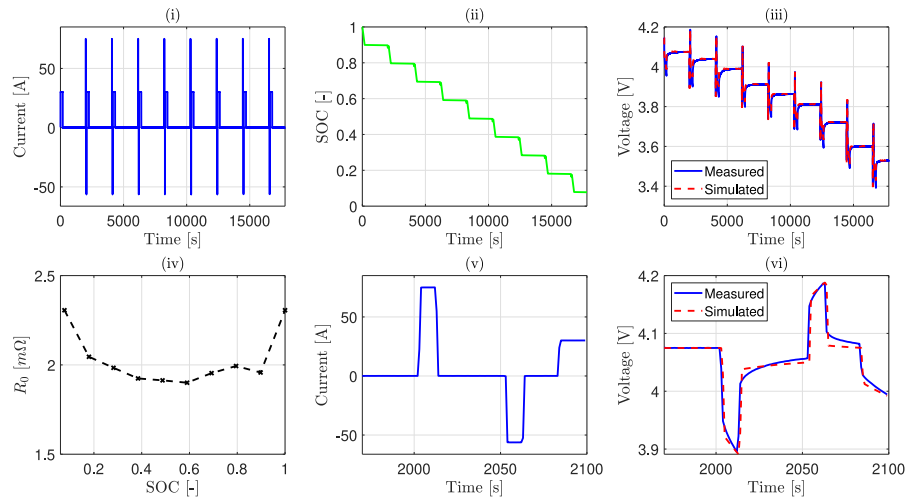 (i)
Current [A]
50
0
-50
0 5000 10000 15000
Time [s]
(ii)
SOC [-]
1
0.8
0.6
0.4
0.2
0
0 5000 10000 15000
Time [s]
(iii)
Voltage [V]
4.2
4
3.8
3.6
3.4
Measured
Simulated
0 5000 10000 15000
Time [s]
(iv)
R0 [mΩ]
2.5
2
1.5
0.2 0.4 0.6 0.8 1
SOC [-]
(v)
Current [A]
50
0
-50
2000 2050 2100
Time [s]
(vi)
Voltage [V]
4.2
4.1
4
3.9
Measured
Simulated
2000 2050 2100
Time [s]